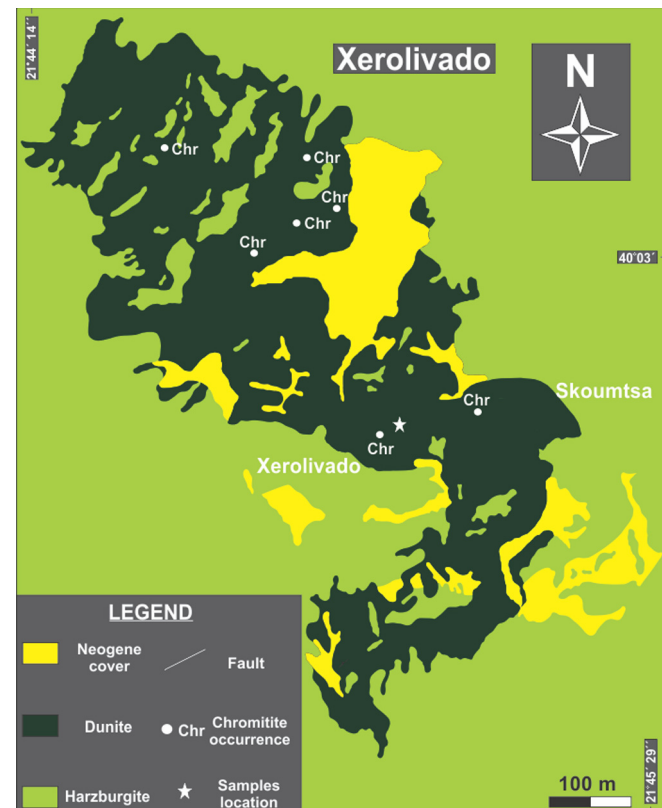 Xerolivado
N
21°44´ 14´´
Chr
Chr
Chr
Chr
Chr
40°03´
Skoumtsa
Chr
Chr
Xerolivado
LEGEND
Neogene
cover
Fault
Dunite
Chr
Chromitite
occurrence
Harzburgite
Samples
location
100 m
21°45´ 29´´